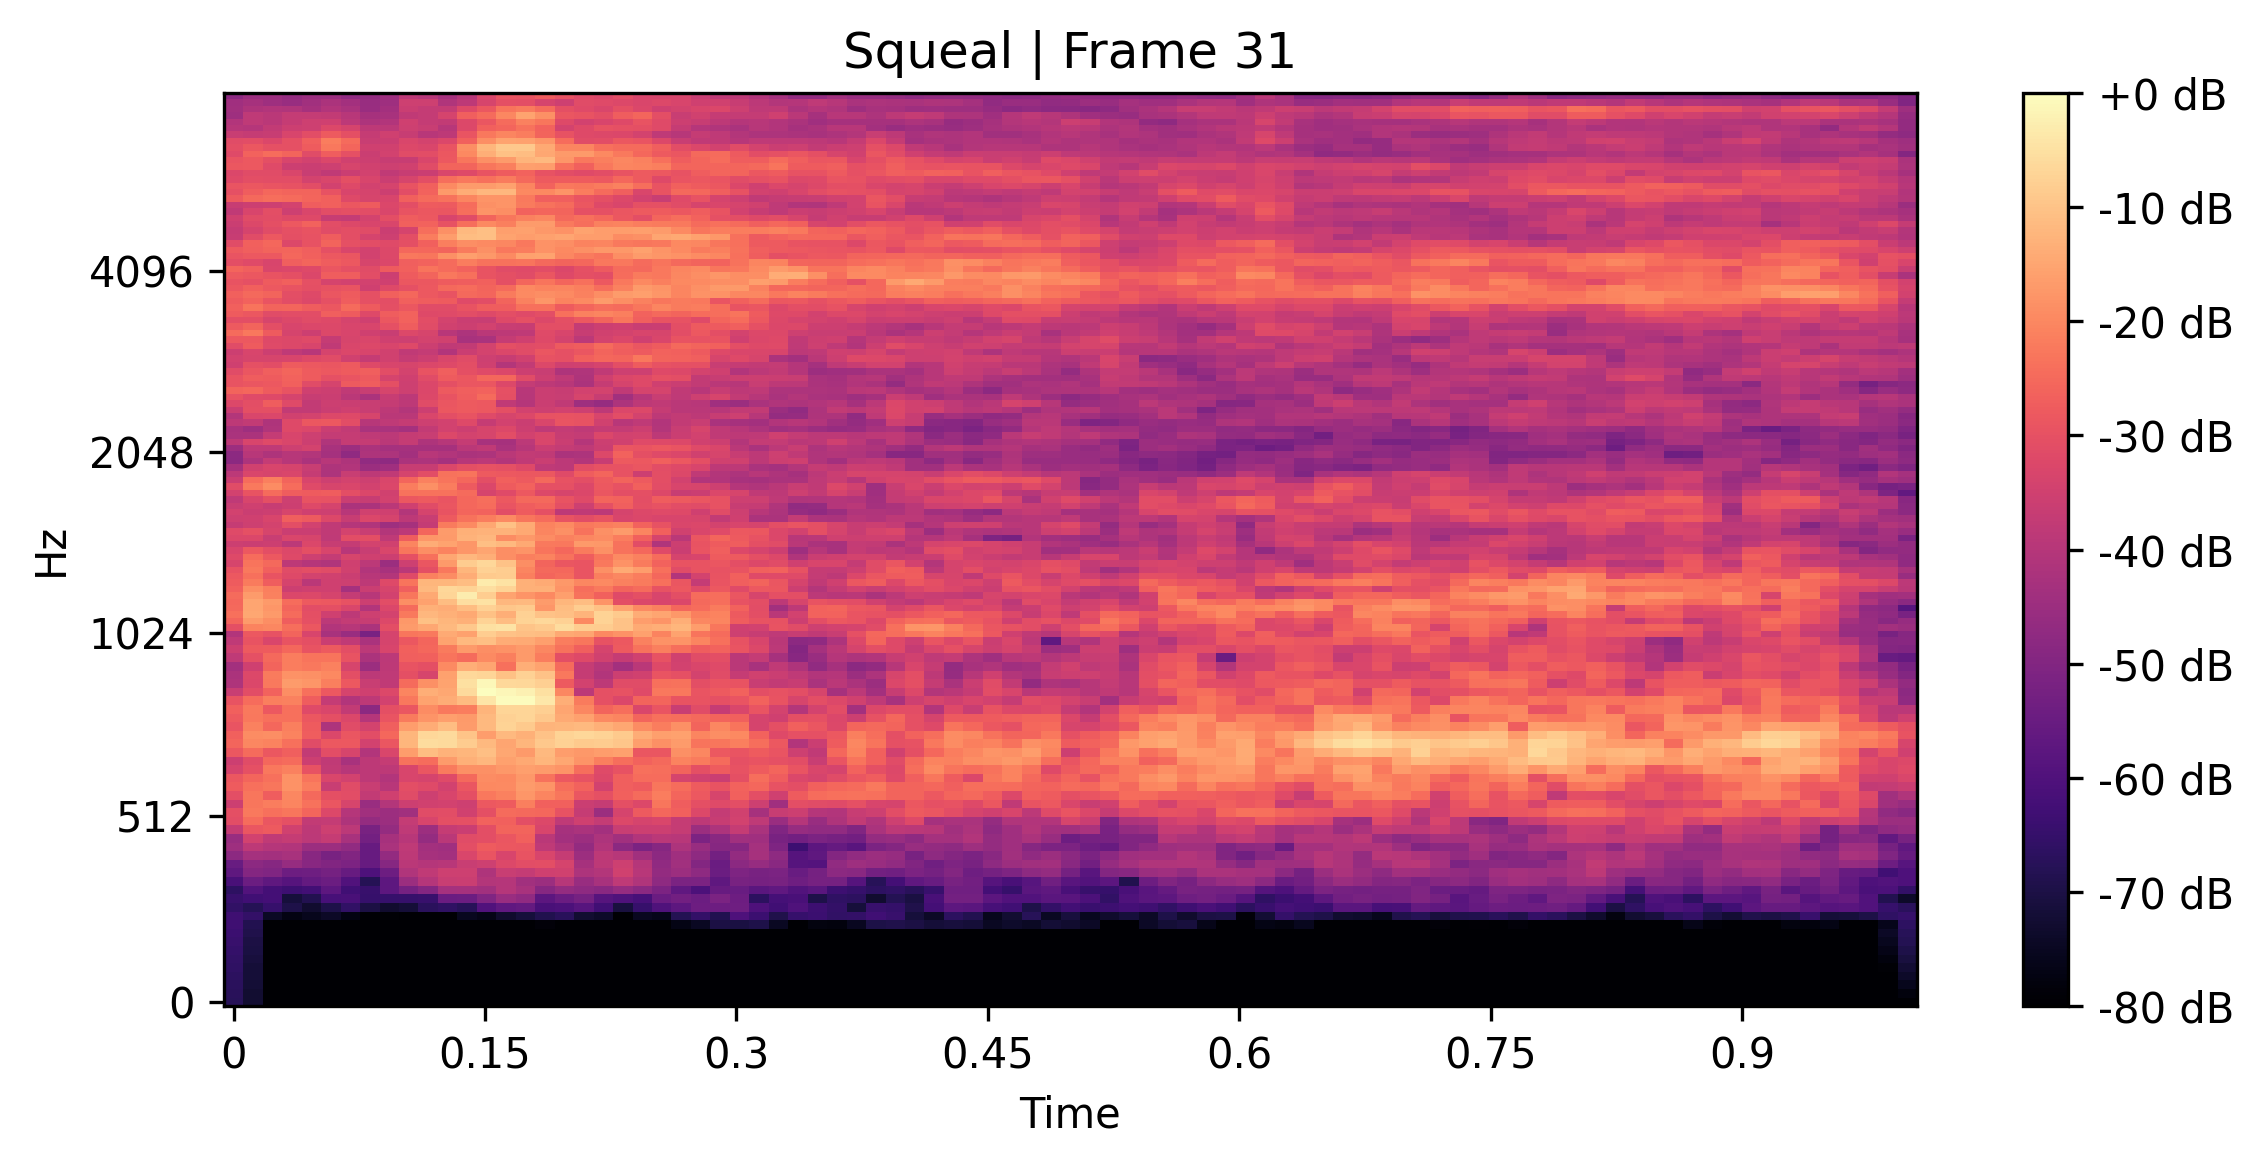 Squeal | Frame 31
+0 dB
-10 dB
-20 dB
-30 dB
-40 dB
-50 dB
-60 dB
-70 dB
-80 dB
Hz
4096
2048
1024
512
0
0 0.15 0.3 0.45 0.6 0.75 0.9
Time